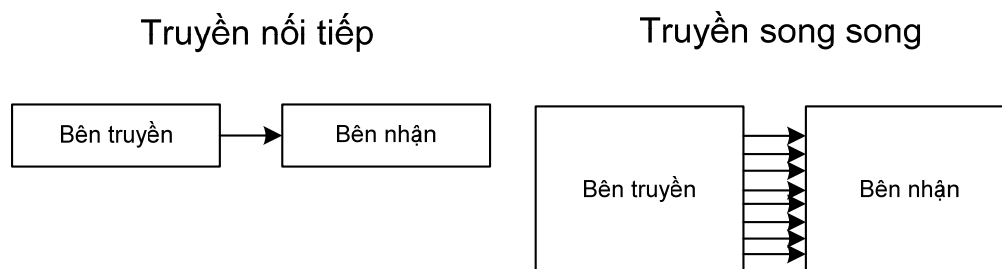 Truyền nối tiếp
Bên truyền
Bên nhận
Truyền song song
Bên truyền
Bên nhận